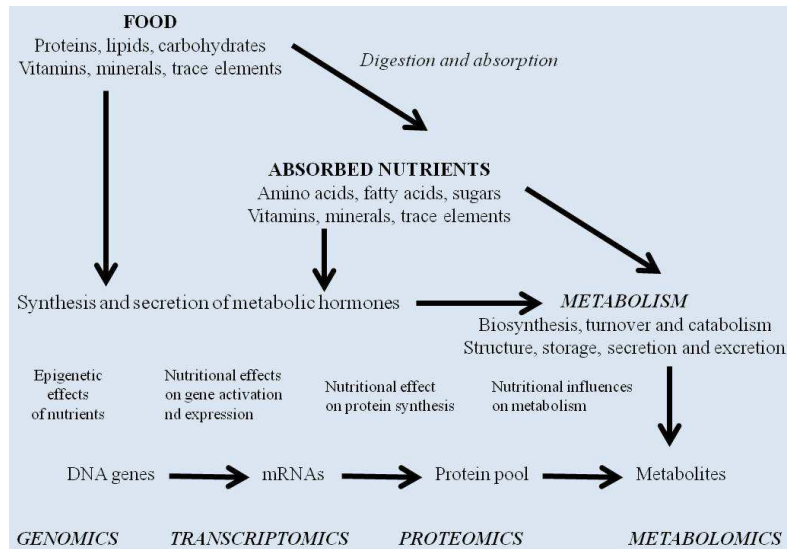 FOOD
Proteins, lipids, carbohydrates
Vitamins, minerals, trace elements
Digestion and absorption
ABSORBED NUTRIENTS
Amino acids, fatty acids, sugars
Vitamins, minerals, trace elements
Synthesis and secretion of metabolic hormones
METABOLISM
Biosynthesis, turnover and catabolism
Structure, storage, secretion and excretion
Epigenetic
effects
of nutrients
Nutritional effects
on gene activation
nd expression
Nutritional effect
on protein synthesis
Nutritional influences
on metabolism
DNA genes
mRNAs
Protein pool
Metabolites
GENOMICS
TRANSCRIPTOMICS
PROTEOMICS
METABOLOMICS